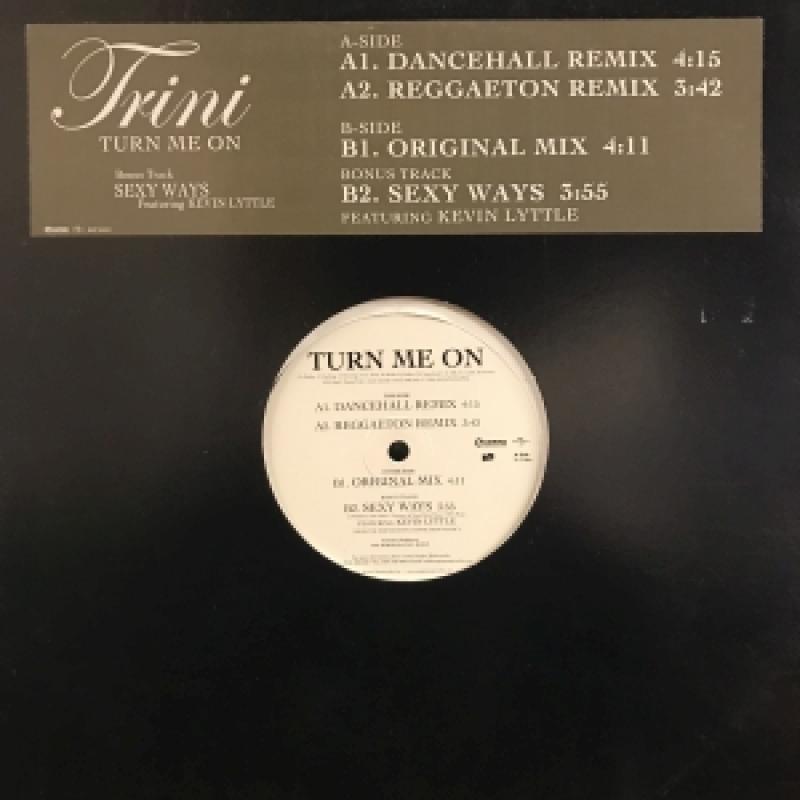 Trini
TURN ME ON
Bonus Track
SEXY WAYS
Featuring KEVIN LYTTLE
A-SIDE
A1. DANCEHALL REMIX 4:15
A2. REGGAETON REMIX 3:42
B-SIDE
B1. ORIGINAL MIX 4:11
BONUS TRACK
B2. SEXY WAYS 3:55
FEATURING KEVIN LYTTLE
TURN ME ON
A1. DANCEHALL REMIX 4:15
A2. REGGAETON REMIX 3:42
B1. ORIGINAL MIX 4:11
B2. SEXY WAYS 3:55
FEATURING KEVIN LYTTLE